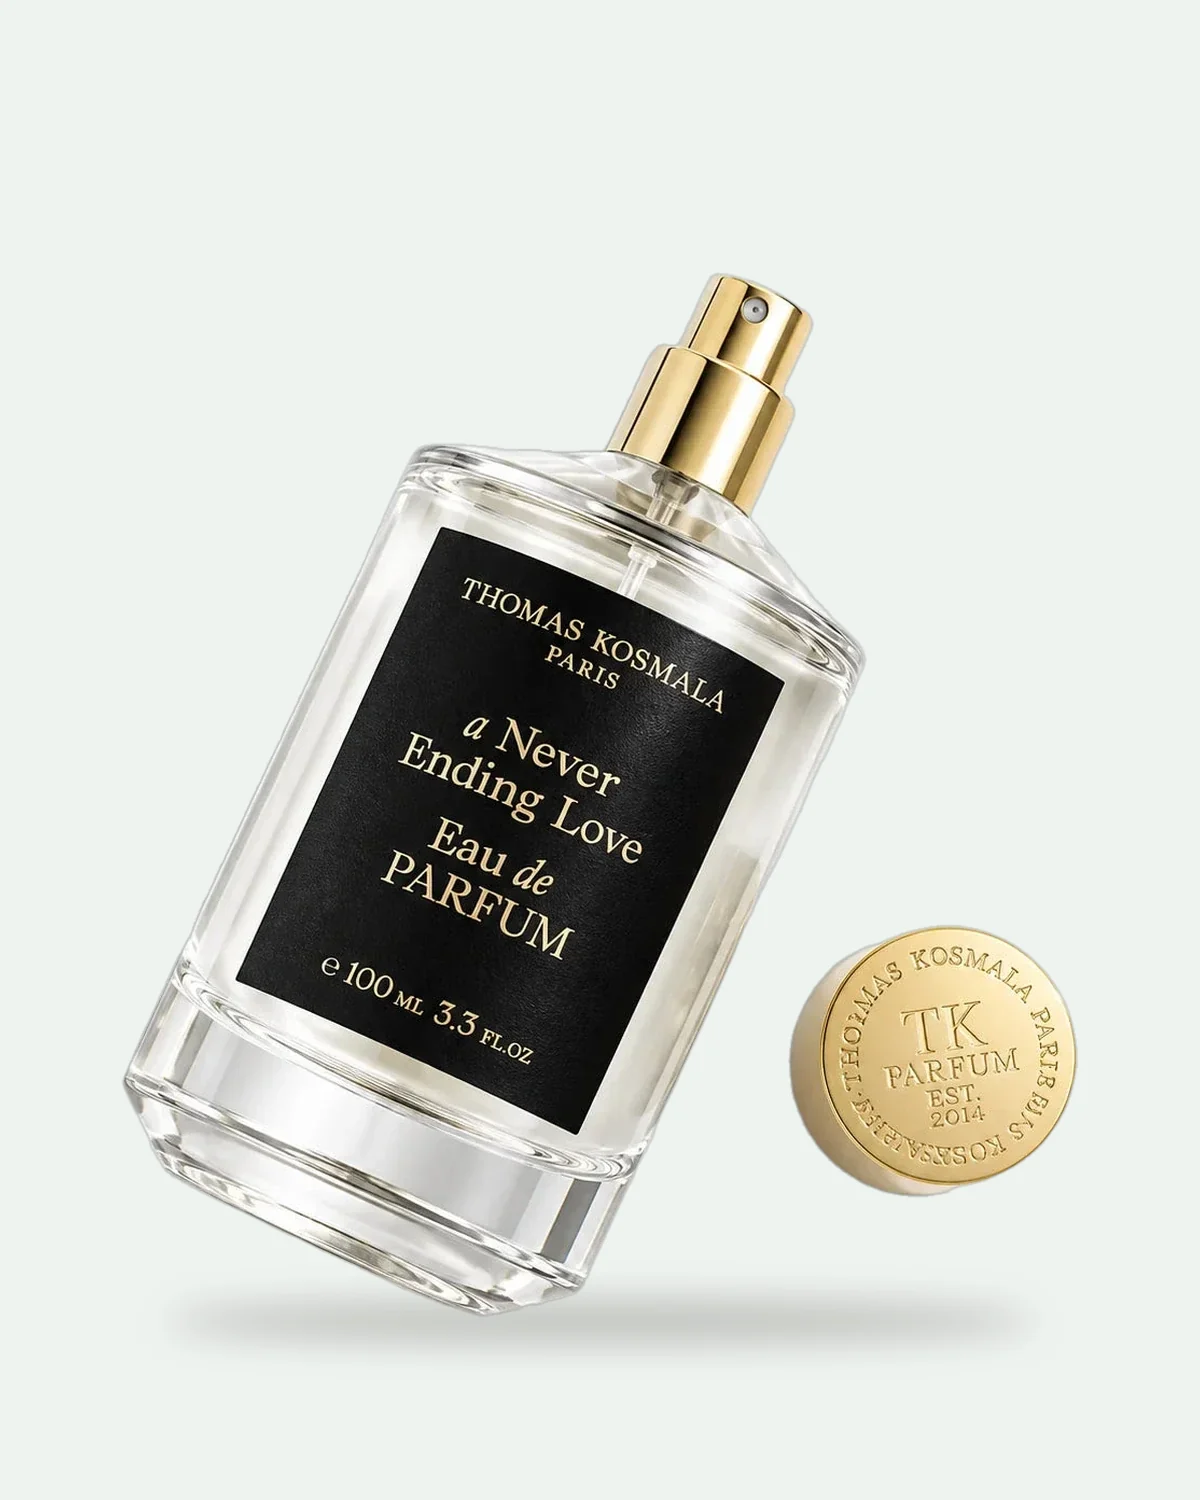 THOMAS KOSMALA
PARIS
a Never
Ending Love
Eau de
PARFUM
℮ 100 ML 3.3 FL.OZ
THOMAS KOSMALA
TK
PARFUM
EST.
2014